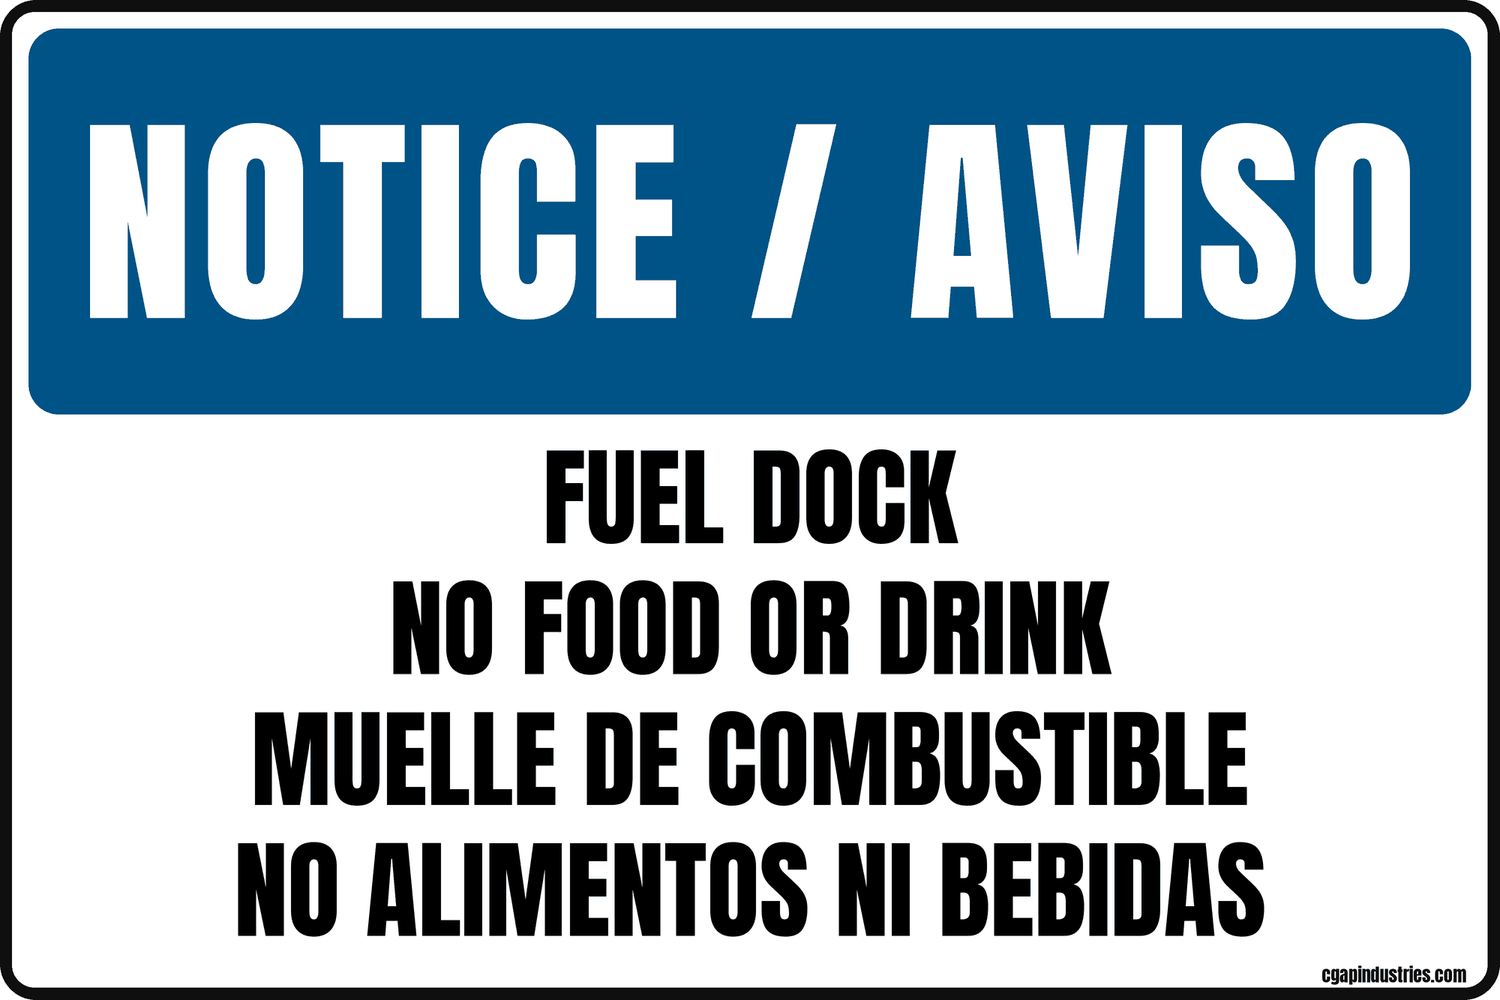 NOTICE / AVISO
FUEL DOCK
NO FOOD OR DRINK
MUELLE DE COMBUSTIBLE
NO ALIMENTOS NI BEBIDAS
cgapindustries.com